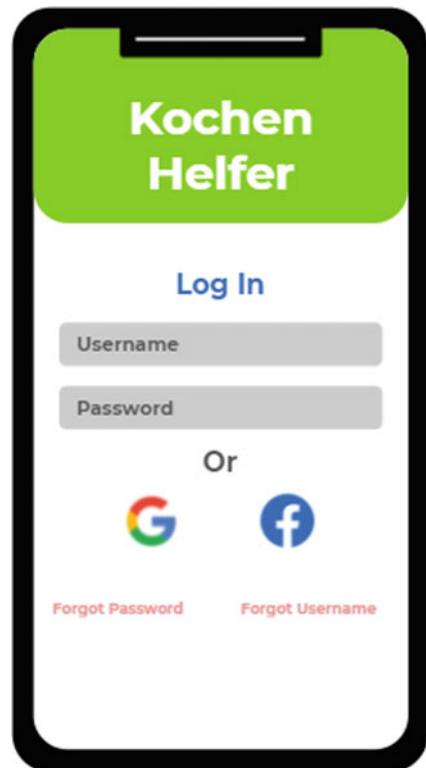 Kochen
Helfer
Log In
Username
Password
Or
Forgot Password Forgot Username